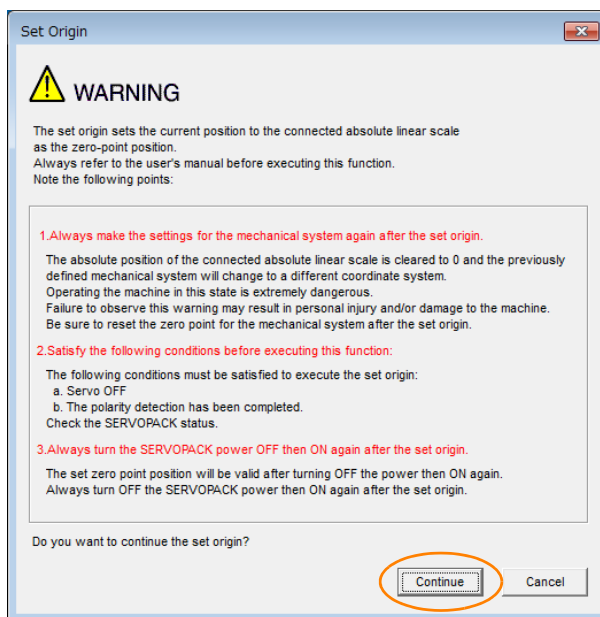 Set Origin
WARNING
The set origin sets the current position to the connected absolute linear scale
as the zero-point position.
Always refer to the user's manual before executing this function.
Note the following points:
1.Always make the settings for the mechanical system again after the set origin.
The absolute position of the connected absolute linear scale is cleared to 0 and the previously
defined mechanical system will change to a different coordinate system.
Operating the machine in this state is extremely dangerous.
Failure to observe this warning may result in personal injury and/or damage to the machine.
Be sure to reset the zero point for the mechanical system after the set origin.
2.Satisfy the following conditions before executing this function:
The following conditions must be satisfied to execute the set origin:
a. Servo OFF
b. The polarity detection has been completed.
Check the SERVOPACK status.
3.Always turn the SERVOPACK power OFF then ON again after the set origin.
The set zero point position will be valid after turning OFF the power then ON again.
Always turn OFF the SERVOPACK power then ON again after the set origin.
Do you want to continue the set origin?
Continue
Cancel